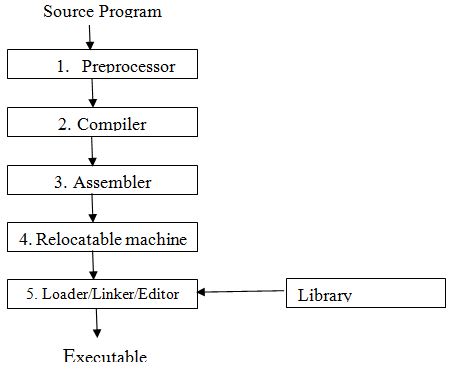 Source Program
1. Preprocessor
2. Compiler
3. Assembler
4. Relocatable machine
5. Loader/Linker/Editor
Library
Executable